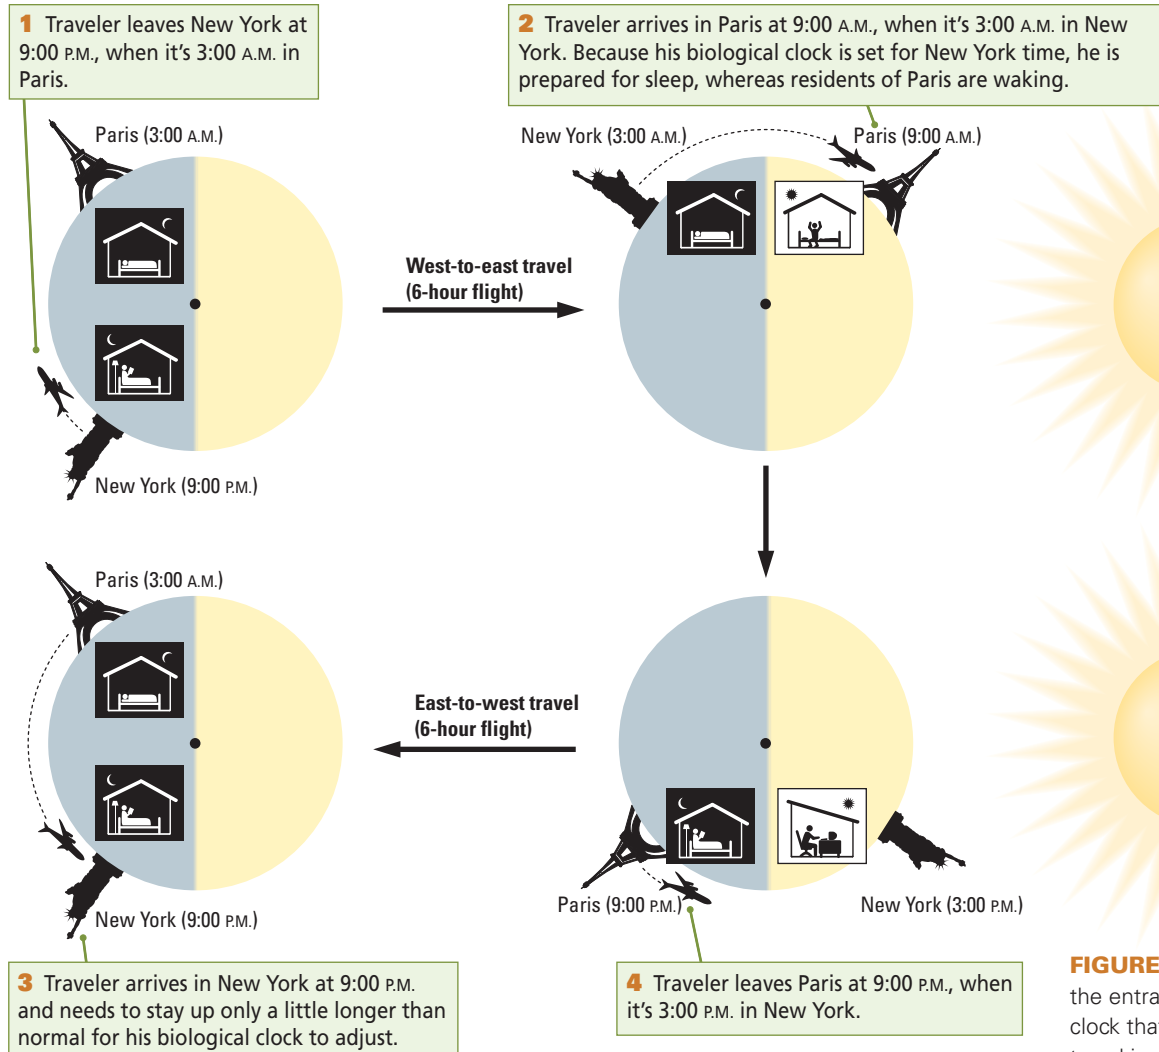 1 Traveler leaves New York at
9:00 P.M., when it's 3:00 A.M. in
Paris.
2 Traveler arrives in Paris at 9:00 A.M., when it's 3:00 A.M. in New
York. Because his biological clock is set for New York time, he is
prepared for sleep, whereas residents of Paris are waking.
Paris (3:00 A.M.)
New York (9:00 P.M.)
West-to-east travel
(6-hour flight)
New York (3:00 A.M.)
Paris (9:00 A.M.)
Paris (3:00 A.M.)
New York (9:00 P.M.)
East-to-west travel
(6-hour flight)
Paris (9:00 P.M.)
New York (3:00 P.M.)
3 Traveler arrives in New York at 9:00 P.M.
and needs to stay up only a little longer than
normal for his biological clock to adjust.
4 Traveler leaves Paris at 9:00 P.M., when
it's 3:00 P.M. in New York.
FIGURE
the entra
clock tha